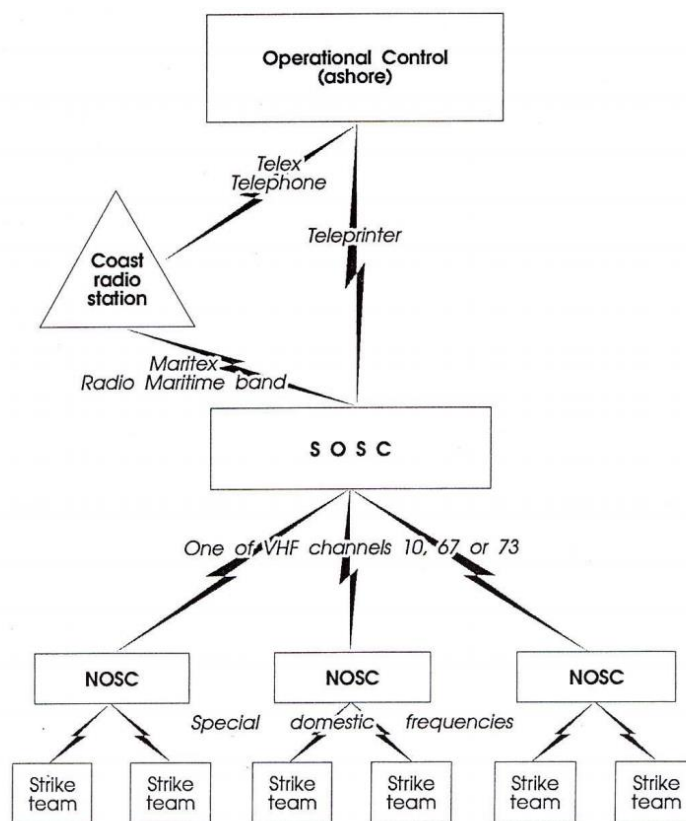 Operational Control
(ashore)
Telex
Telephone
Teleprinter
Coast
radio
station
Maritex
Radio Maritime band
S O S C
One of VHF channels 10, 67 or 73
NOSC
NOSC
NOSC
Special domestic frequencies
Strike
team
Strike
team
Strike
team
Strike
team
Strike
team
Strike
team